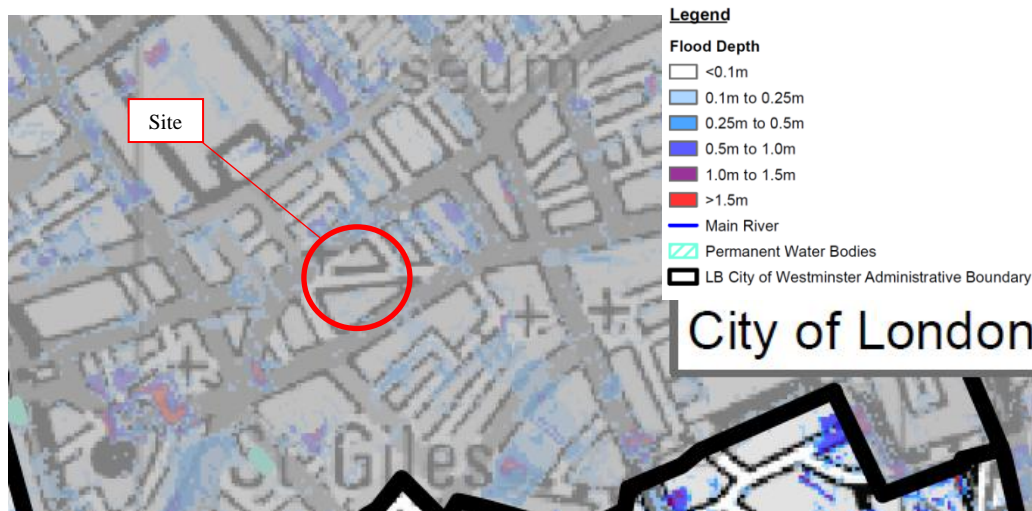 Legend
Flood Depth
<0.1m
0.1m to 0.25m
0.25m to 0.5m
0.5m to 1.0m
1.0m to 1.5m
>1.5m
Main River
Permanent Water Bodies
LB City of Westminster Administrative Boundary
Museum
Site
City of London
St Giles